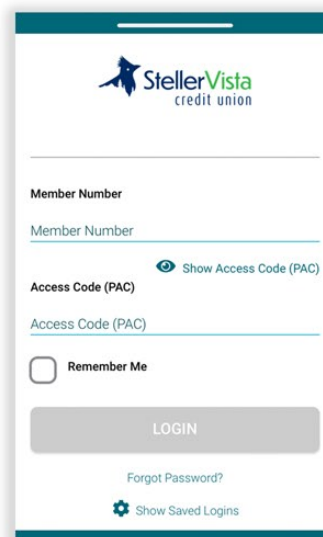 StellerVista
credit union
Member Number
Member Number
Show Access Code (PAC)
Access Code (PAC)
Access Code (PAC)
Remember Me
LOGIN
Forgot Password?
Show Saved Logins